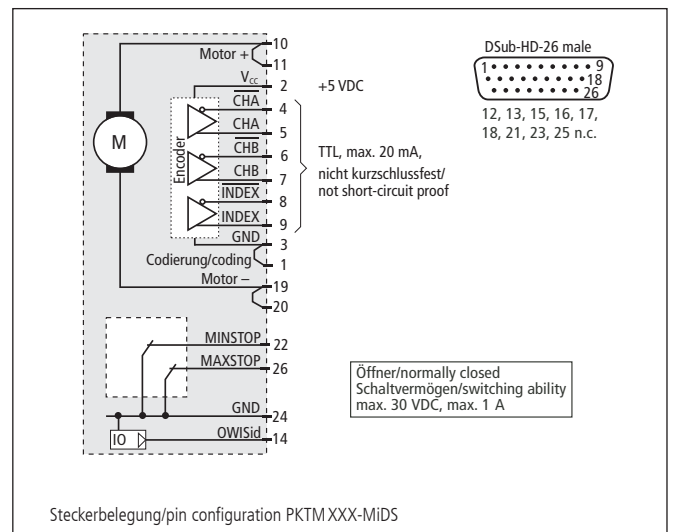 Motor + 10
11
V_CC 2 +5 VDC
C̅H̅A̅ 4
CHA 5
C̅H̅B̅ 6
CHB 7
I̅N̅D̅E̅X̅ 8
INDEX 9
GND 3
Codierung/coding 1
Motor – 19
20
M
Encoder
TTL, max. 20 mA,
nicht kurzschlussfest/
not short-circuit proof
DSub-HD-26 male
1 9
18
26
12, 13, 15, 16, 17,
18, 21, 23, 25 n.c.
MINSTOP 22
MAXSTOP 26
GND 24
IO OWISid 14
Öffner/normally closed
Schaltvermögen/switching ability
max. 30 VDC, max. 1 A
Steckerbelegung/pin configuration PKTM XXX-MiDS